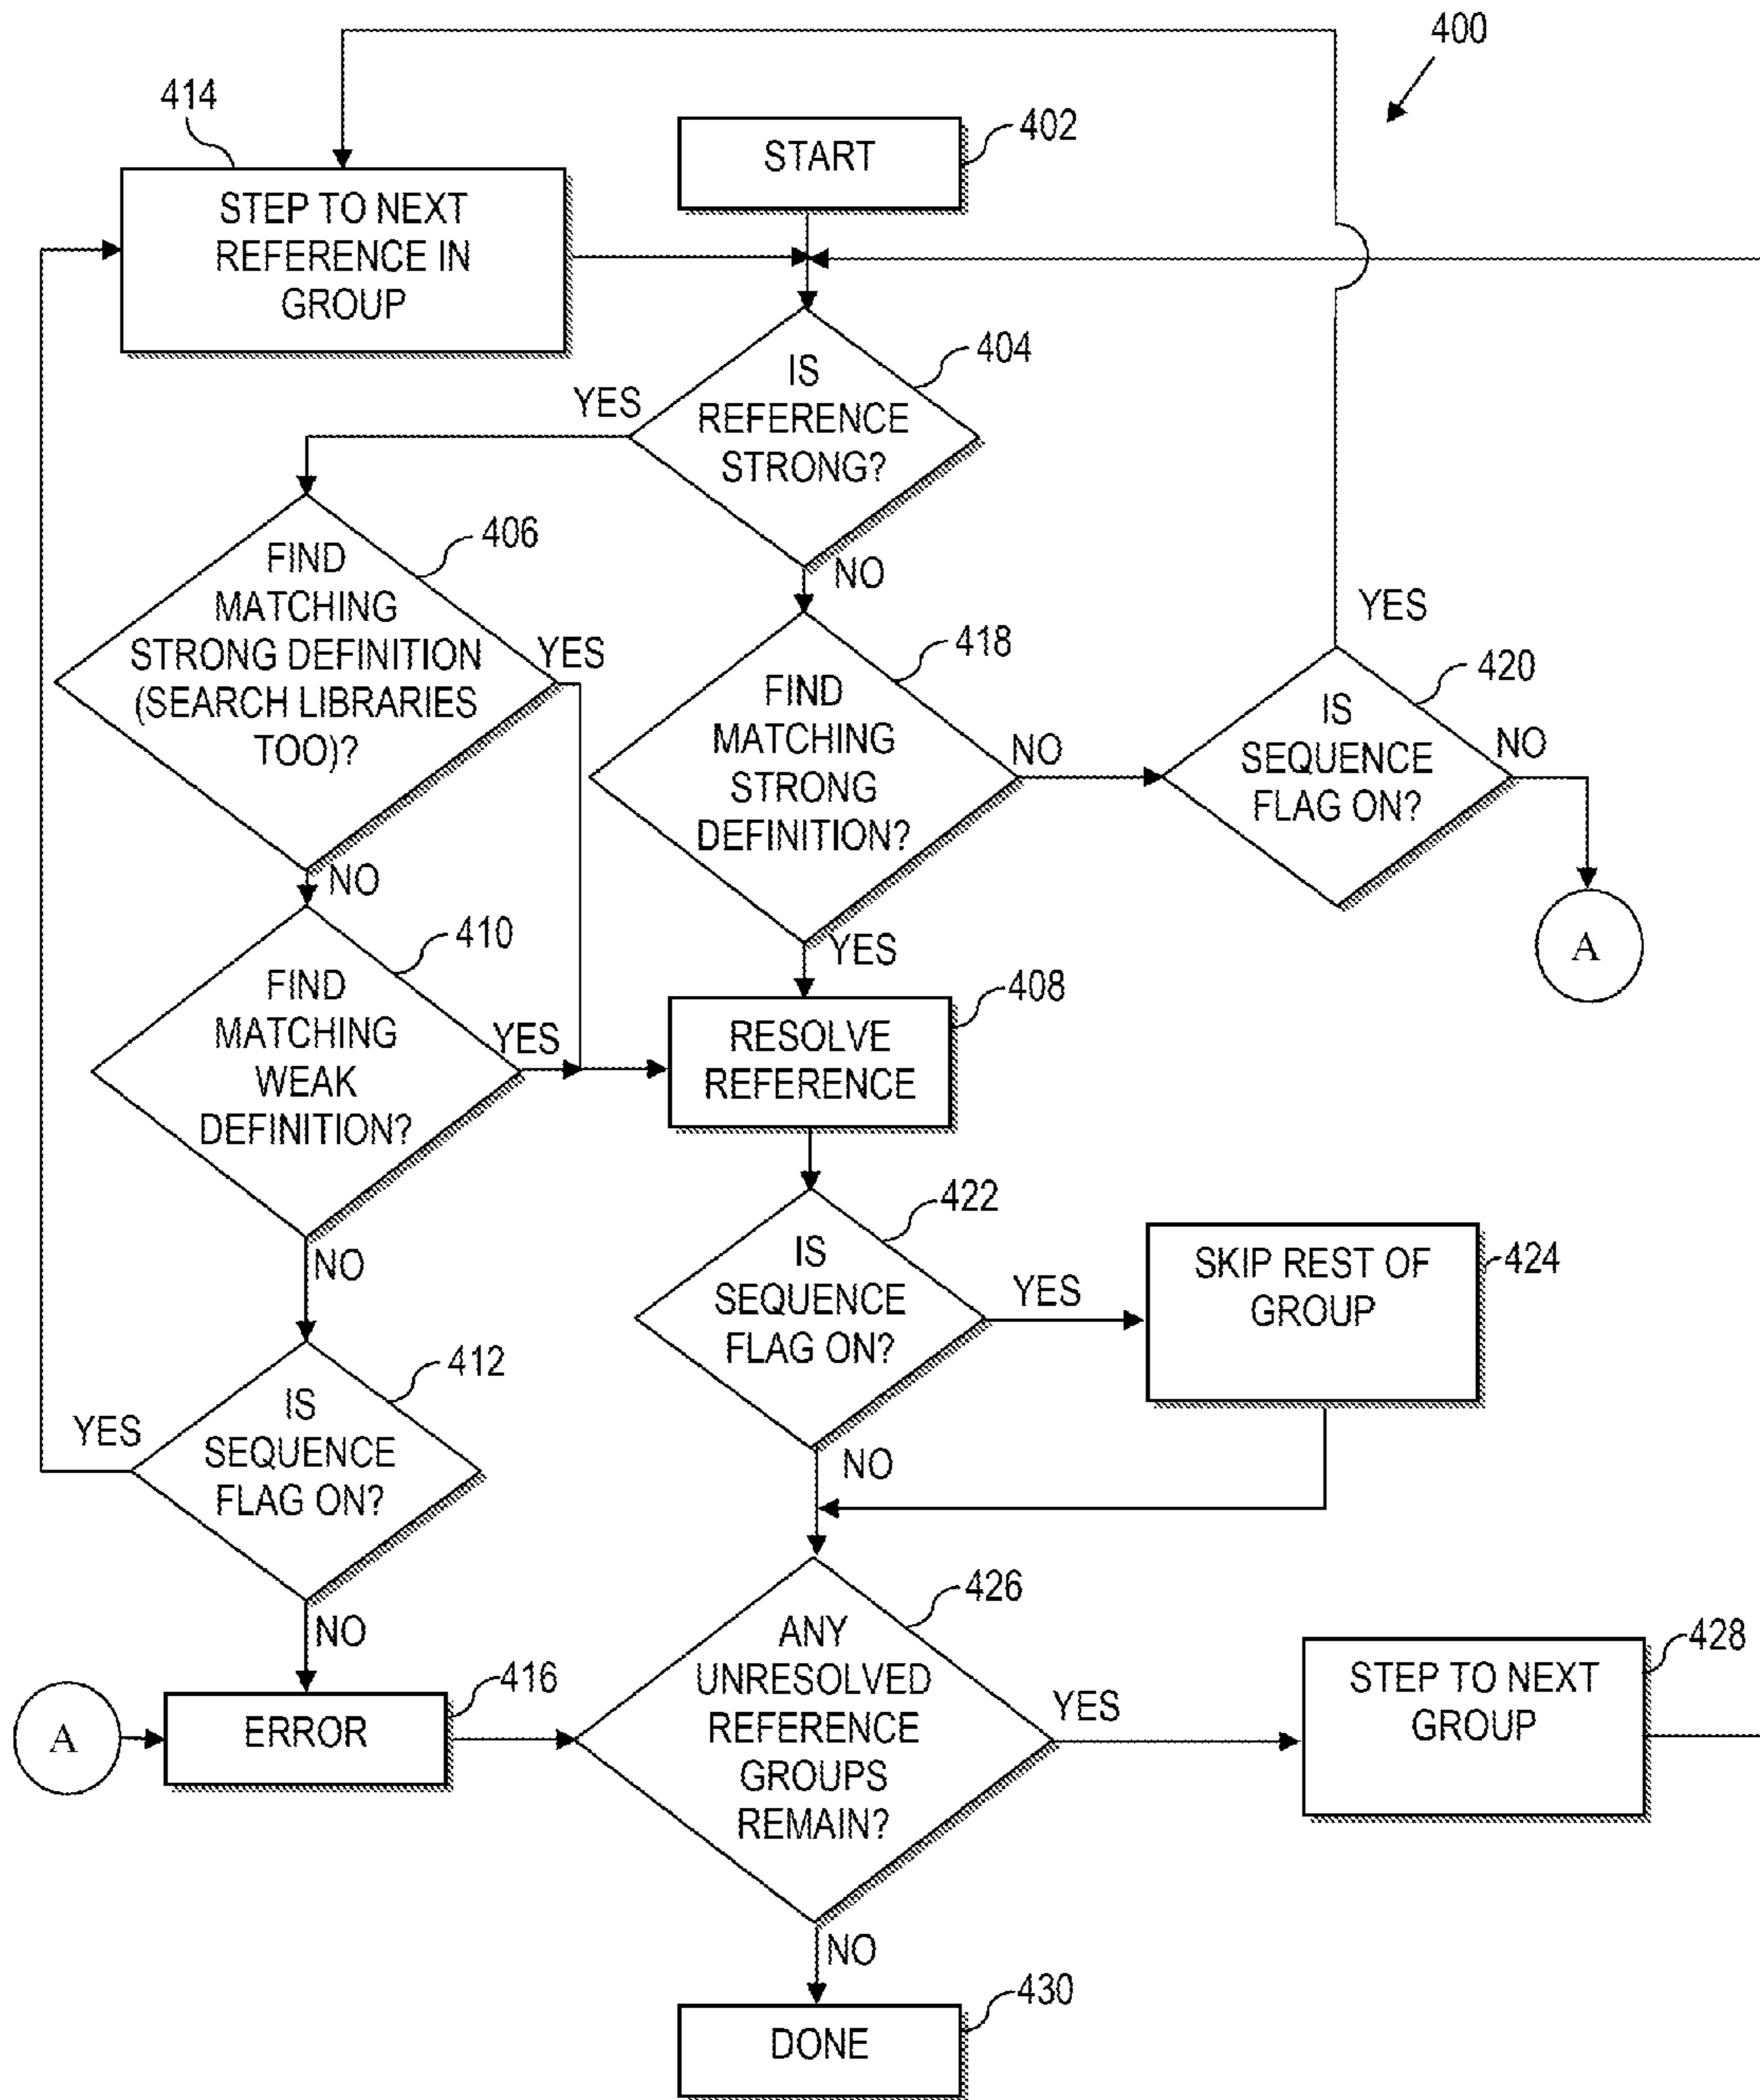 400
414
402
START
STEP TO NEXT
REFERENCE IN
GROUP
404
IS
REFERENCE
STRONG?
YES
NO
406
FIND
MATCHING
STRONG DEFINITION
(SEARCH LIBRARIES
TOO)?
YES
NO
418
FIND
MATCHING
STRONG
DEFINITION?
NO
YES
420
YES
IS
SEQUENCE
FLAG ON?
NO
A
410
FIND
MATCHING
WEAK
DEFINITION?
YES
NO
408
RESOLVE
REFERENCE
422
IS
SEQUENCE
FLAG ON?
YES
NO
424
SKIP REST OF
GROUP
412
IS
SEQUENCE
FLAG ON?
YES
NO
A
416
ERROR
426
ANY
UNRESOLVED
REFERENCE
GROUPS
REMAIN?
YES
NO
428
STEP TO NEXT
GROUP
430
DONE